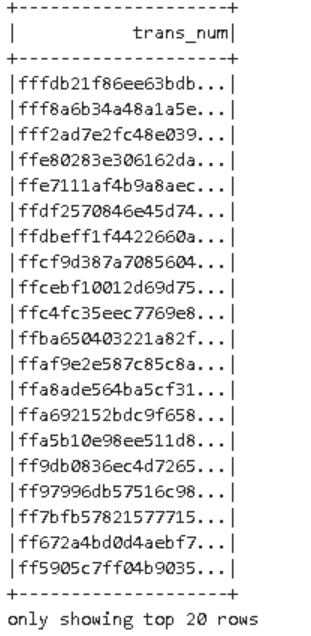 +--------------------+
|           trans_num|
+--------------------+
|fffdb21f86ee63bdb...|
|fff8a6b34a48a1a5e...|
|fff2ad7e2fc48e039...|
|ffe80283e306162da...|
|ffe7111af4b9a8aec...|
|ffdf2570846e45d74...|
|ffdbeff1f4422660a...|
|ffcf9d387a7085604...|
|ffcebf10012d69d75...|
|ffc4fc35eec7769e8...|
|ffba650403221a82f...|
|ffaf9e2e587c85c8a...|
|ffa8ade564ba5cf31...|
|ffa692152bdc9f658...|
|ffa5b10e98ee511d8...|
|ff9db0836ec4d7265...|
|ff97996db57516c98...|
|ff7bfb57821577715...|
|ff672a4bd0d4aebf7...|
|ff5905c7ff04b9035...|
+--------------------+
only showing top 20 rows